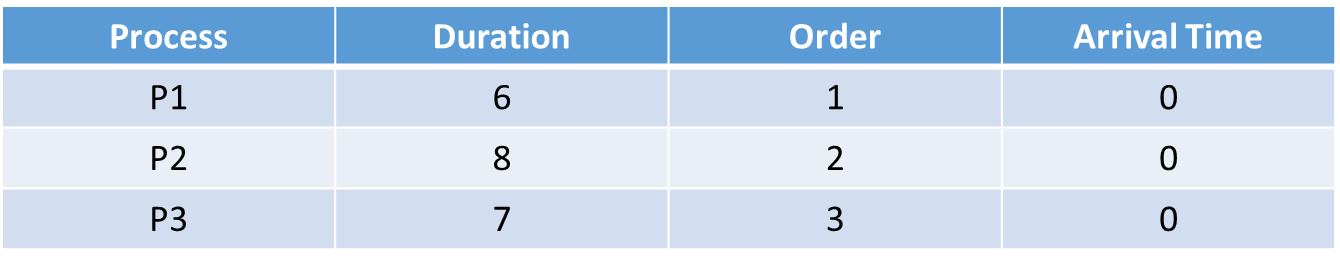 Process Duration Order Arrival Time
P1 6 1 0
P2 8 2 0
P3 7 3 0